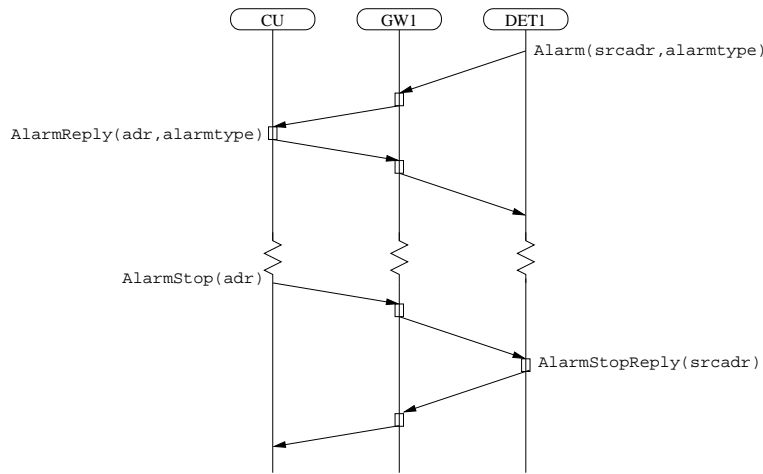 CU
GW1
DET1
Alarm(srcadr,alarmtype)
AlarmReply(adr,alarmtype)
AlarmStop(adr)
AlarmStopReply(srcadr)